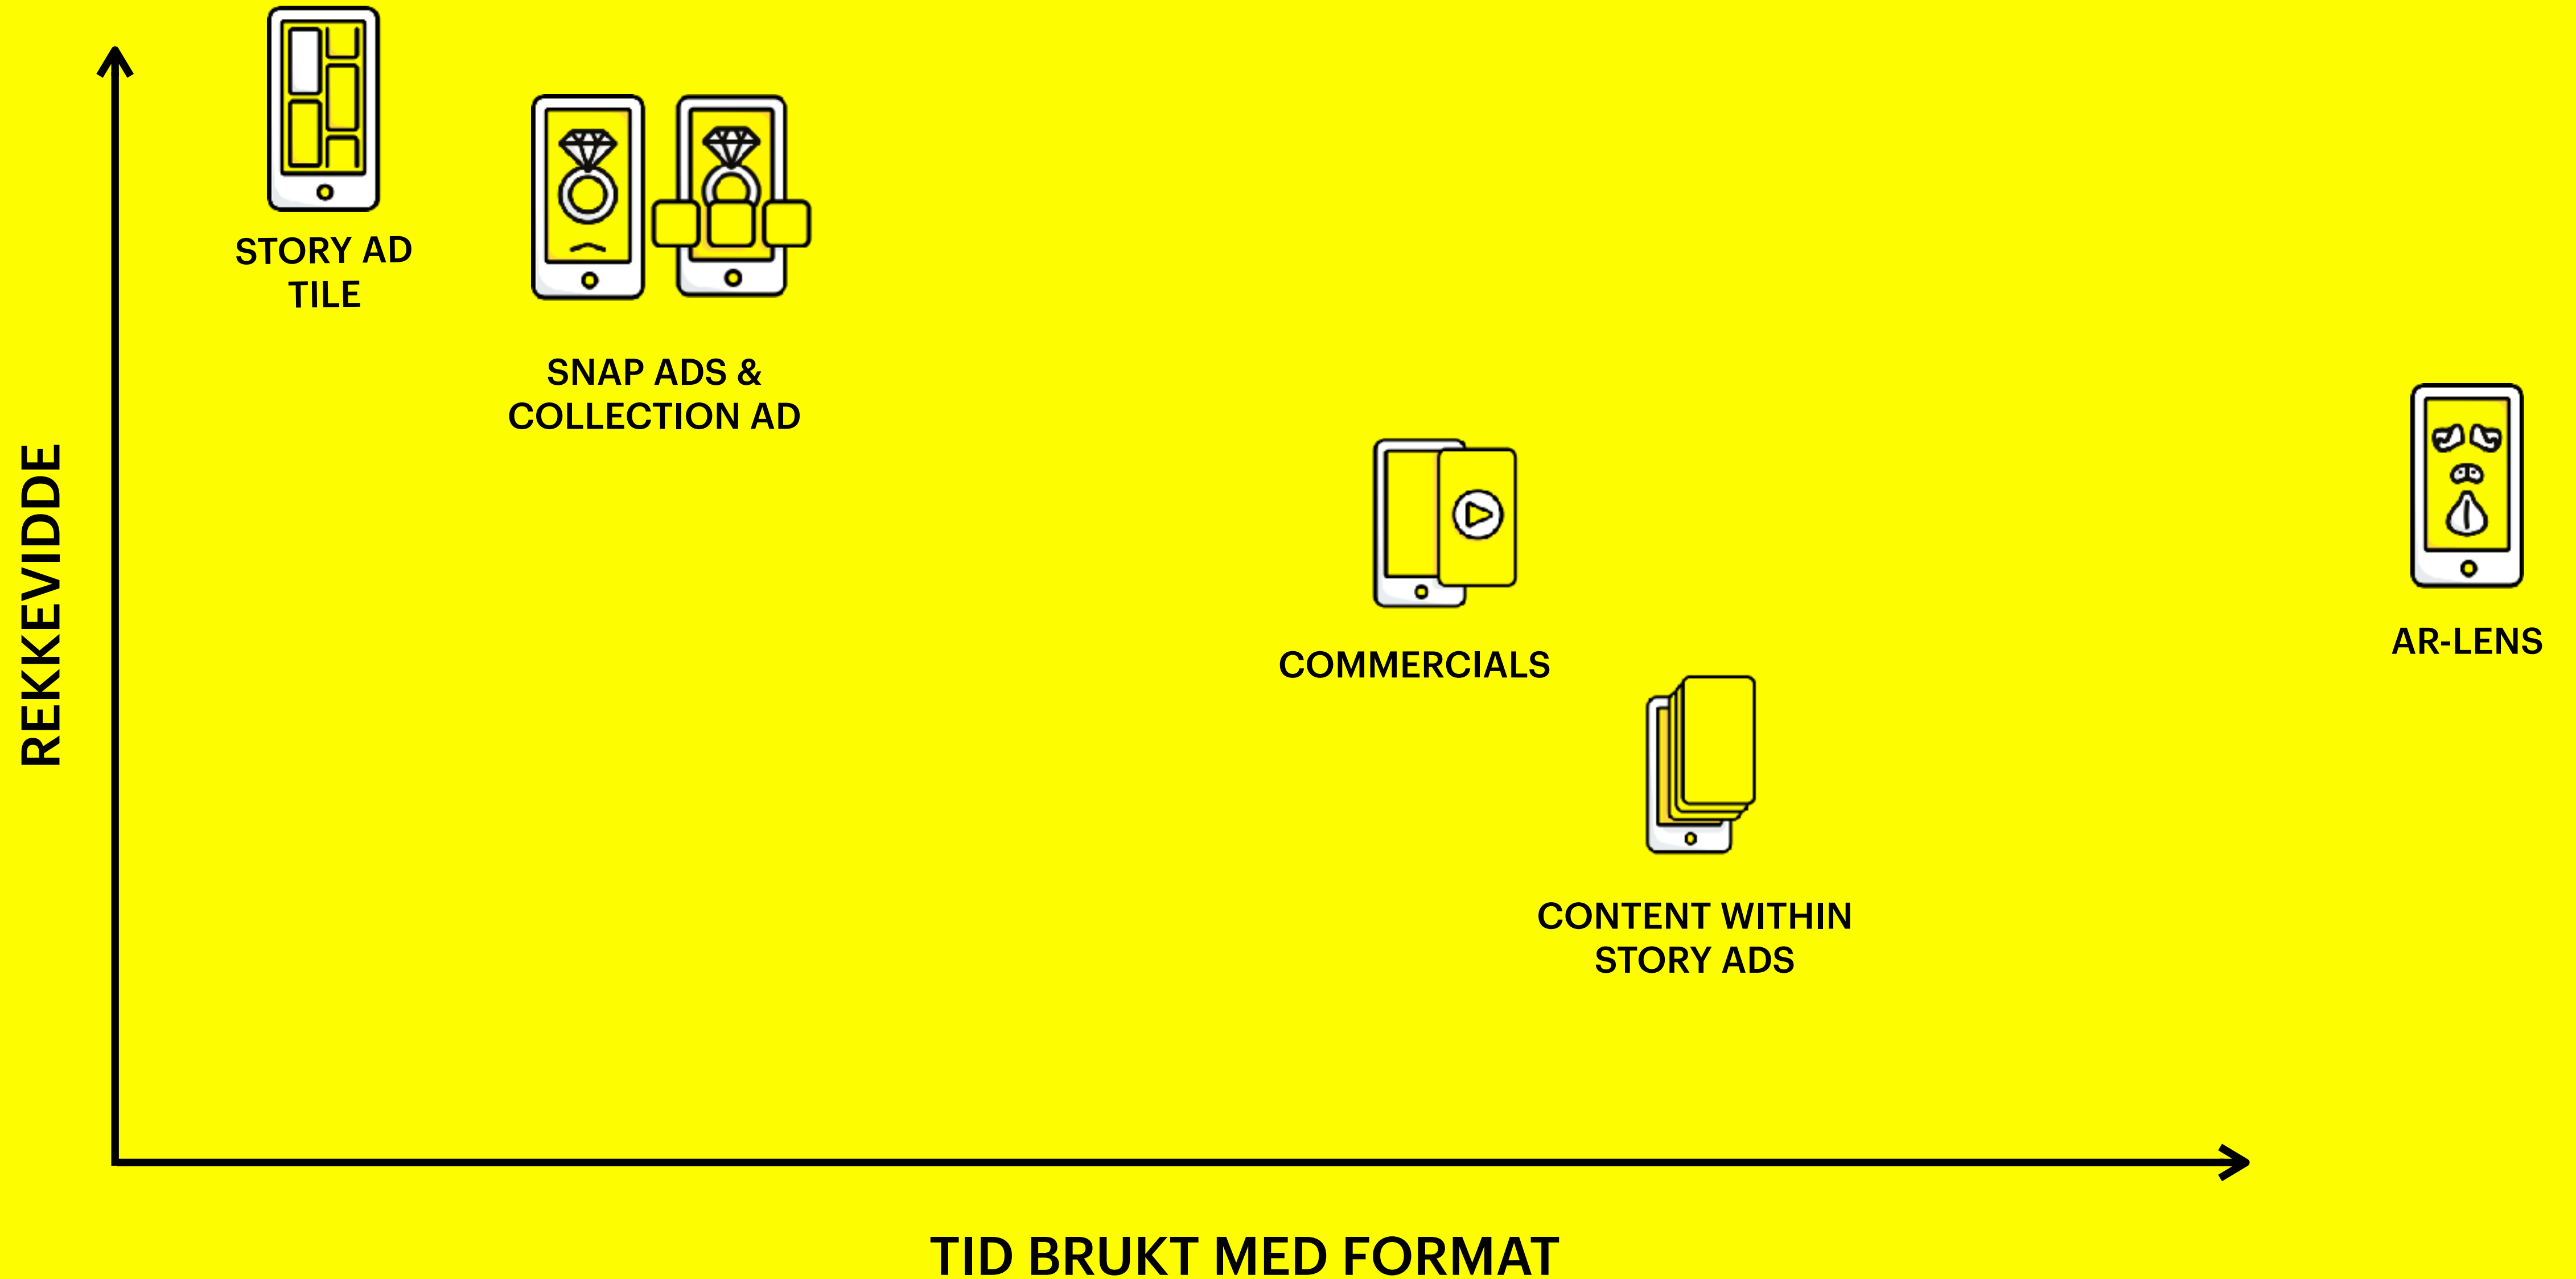 STORY AD
TILE
SNAP ADS &
COLLECTION AD
REKKEVIDDE
COMMERCIALS
AR-LENS
CONTENT WITHIN
STORY ADS
TID BRUKT MED FORMAT